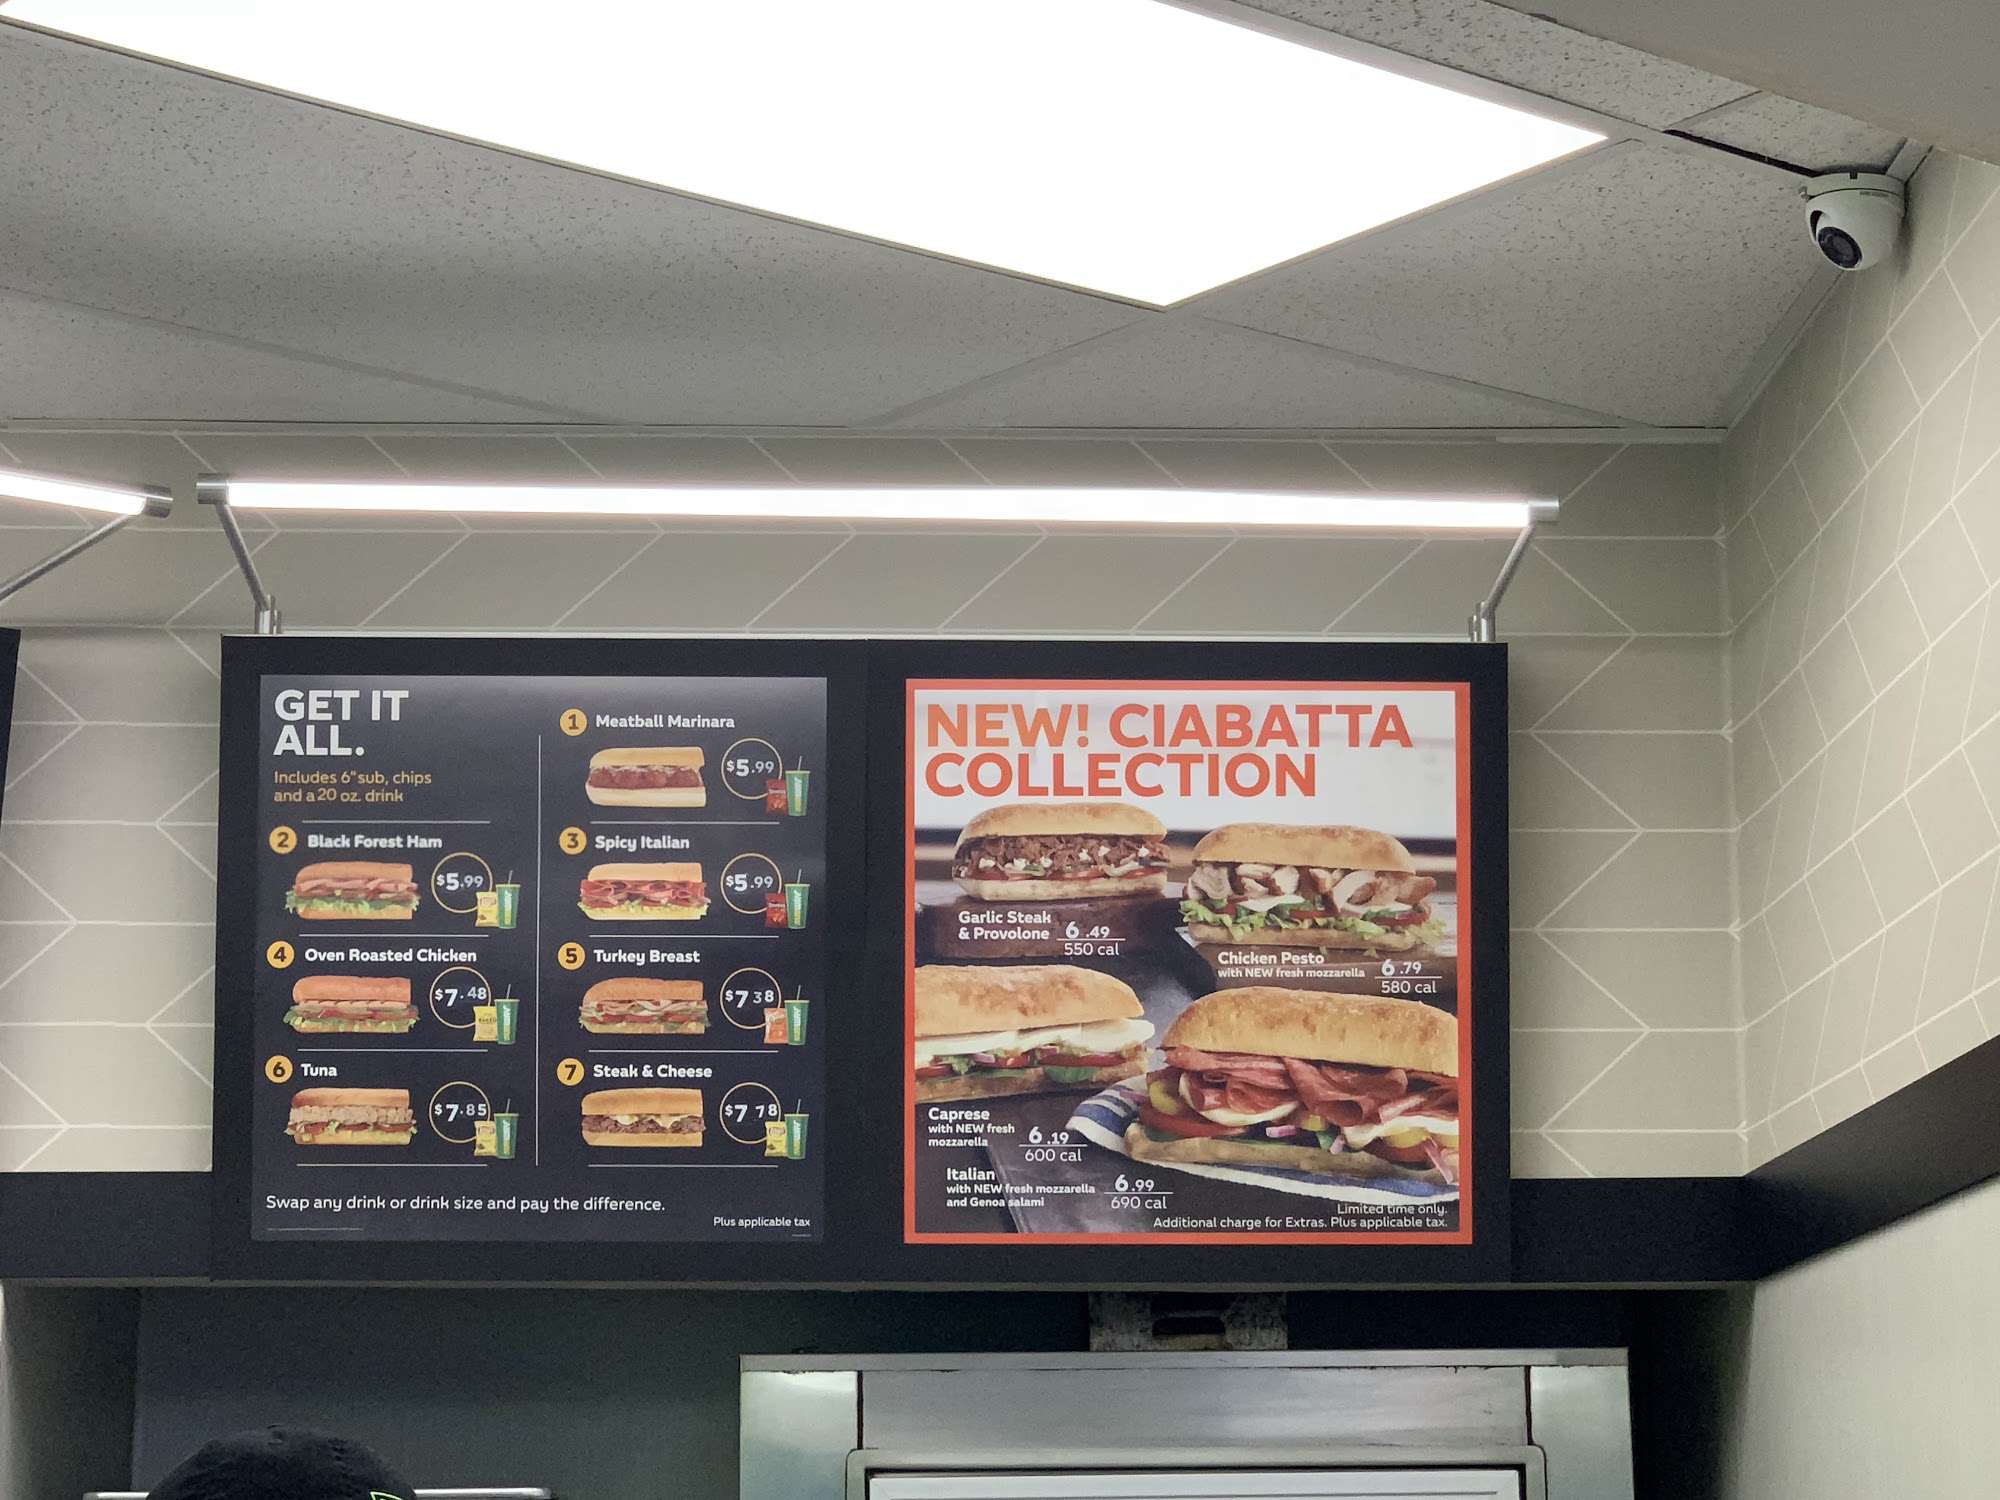 GET IT
ALL.
Includes 6" sub, chips
and a 20 oz. drink
1 Meatball Marinara
$5.99
2 Black Forest Ham
$5.99
3 Spicy Italian
$5.99
4 Oven Roasted Chicken
$7.48
5 Turkey Breast
$7 38
6 Tuna
$7.85
7 Steak & Cheese
$7 78
Swap any drink or drink size and pay the difference.
Plus applicable tax
NEW! CIABATTA
COLLECTION
Garlic Steak
& Provolone 6.49
550 cal
Chicken Pesto
with NEW fresh mozzarella 6.79
580 cal
Caprese
with NEW fresh
mozzarella 6.19
600 cal
Italian
with NEW fresh mozzarella
and Genoa salami 6.99
690 cal
Limited time only.
Additional charge for Extras. Plus applicable tax.